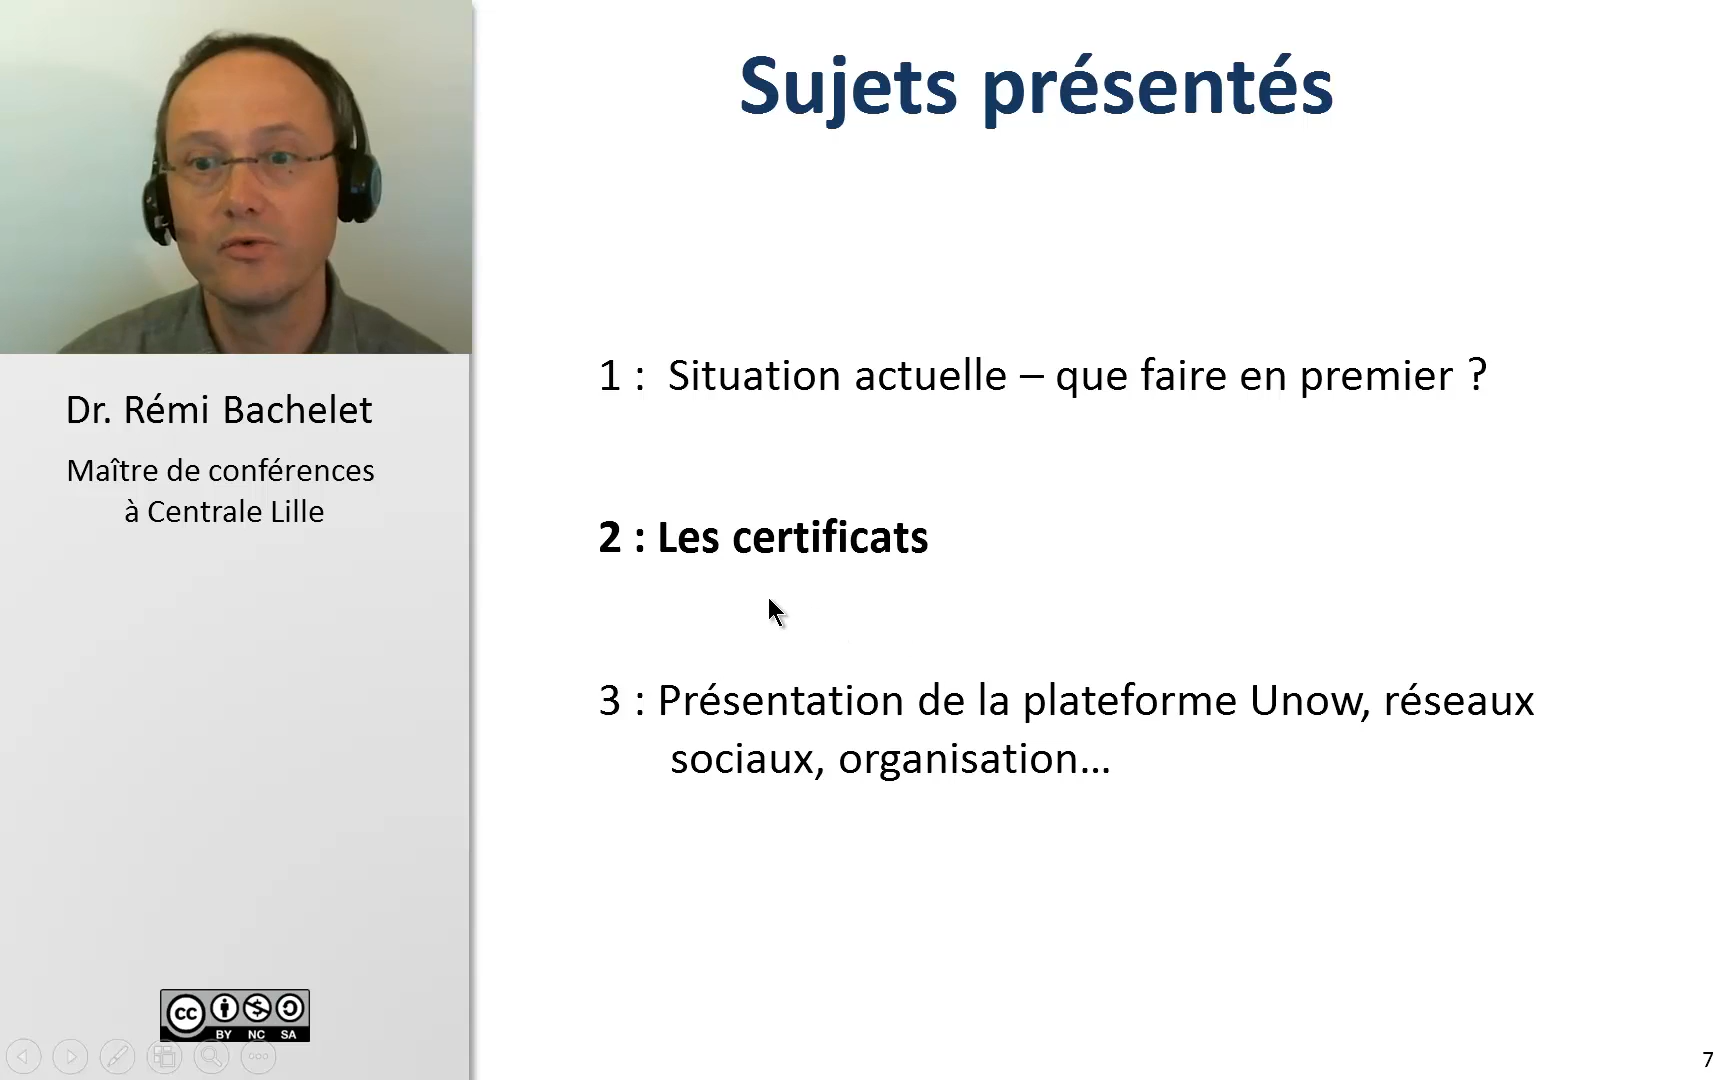 Sujets présentés
1 : Situation actuelle – que faire en premier ?
2 : Les certificats
3 : Présentation de la plateforme Unow, réseaux
sociaux, organisation...
Dr. Rémi Bachelet
Maître de conférences
à Centrale Lille
cc
BY NC SA
7